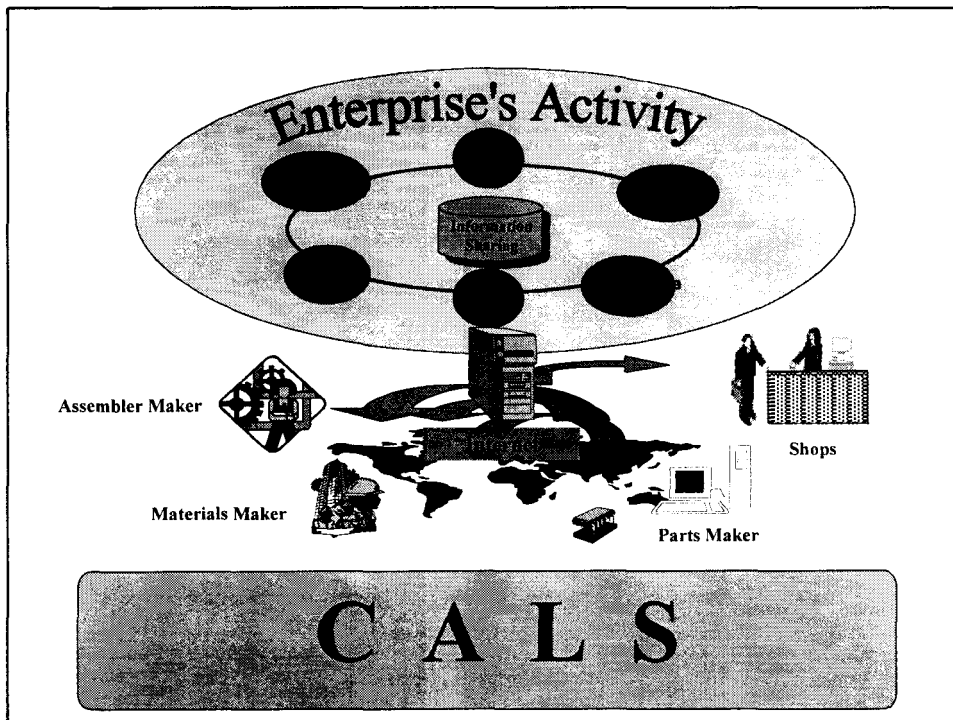 Enterprise's Activity
Information
Sharing
Assembler Maker
Internet
Shops
Materials Maker
Parts Maker
C A L S